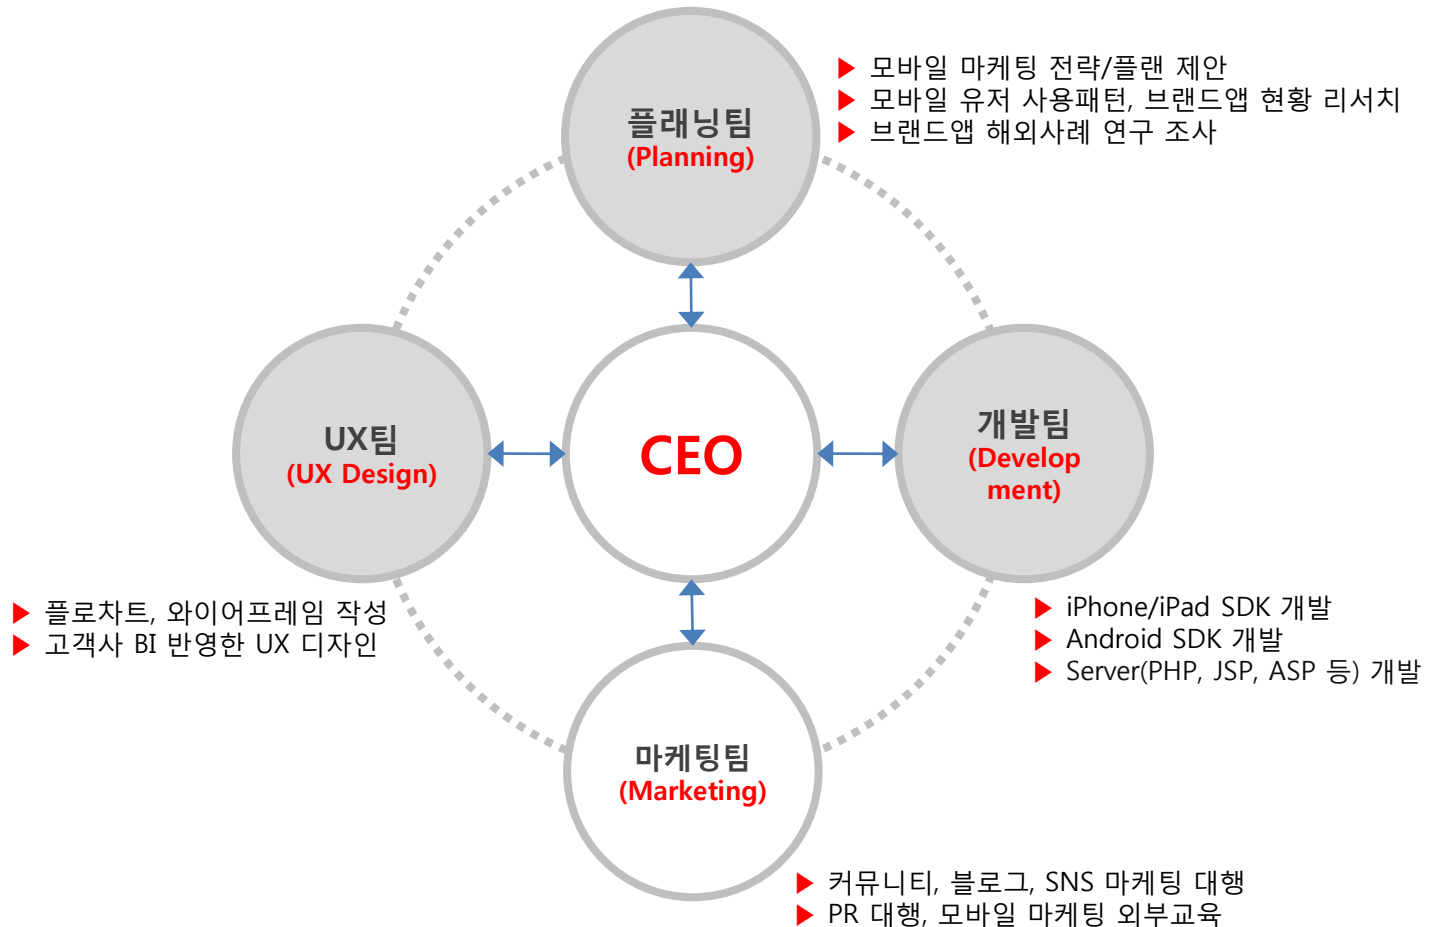 ▶ 모바일 마케팅 전략/플랜 제안
▶ 모바일 유저 사용패턴, 브랜드앱 현황 리서치
▶ 브랜드앱 해외사례 연구 조사
플래닝팀
(Planning)
UX팀
(UX Design)
CEO
개발팀
(Develop
ment)
▶ 플로차트, 와이어프레임 작성
▶ 고객사 BI 반영한 UX 디자인
▶ iPhone/iPad SDK 개발
▶ Android SDK 개발
▶ Server(PHP, JSP, ASP 등) 개발
마케팅팀
(Marketing)
▶ 커뮤니티, 블로그, SNS 마케팅 대행
▶ PR 대행, 모바일 마케팅 외부교육